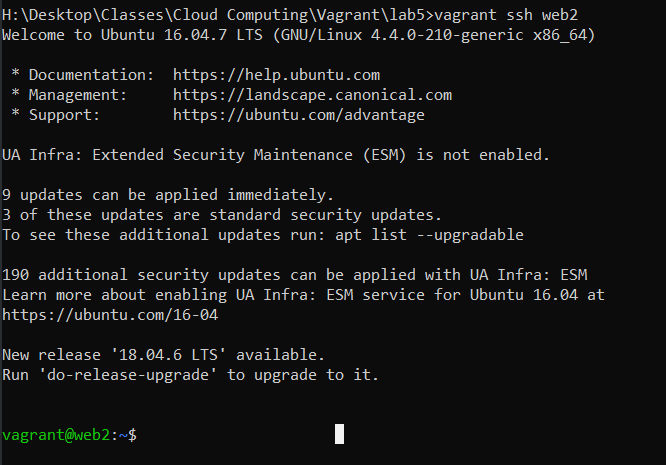 H:\Desktop\Classes\Cloud Computing\Vagrant\lab5>vagrant ssh web2
Welcome to Ubuntu 16.04.7 LTS (GNU/Linux 4.4.0-210-generic x86_64)
* Documentation:  https://help.ubuntu.com
* Management:     https://landscape.canonical.com
* Support:        https://ubuntu.com/advantage
UA Infra: Extended Security Maintenance (ESM) is not enabled.
9 updates can be applied immediately.
3 of these updates are standard security updates.
To see these additional updates run: apt list --upgradable
190 additional security updates can be applied with UA Infra: ESM
Learn more about enabling UA Infra: ESM service for Ubuntu 16.04 at
https://ubuntu.com/16-04
New release '18.04.6 LTS' available.
Run 'do-release-upgrade' to upgrade to it.
vagrant@web2:~$